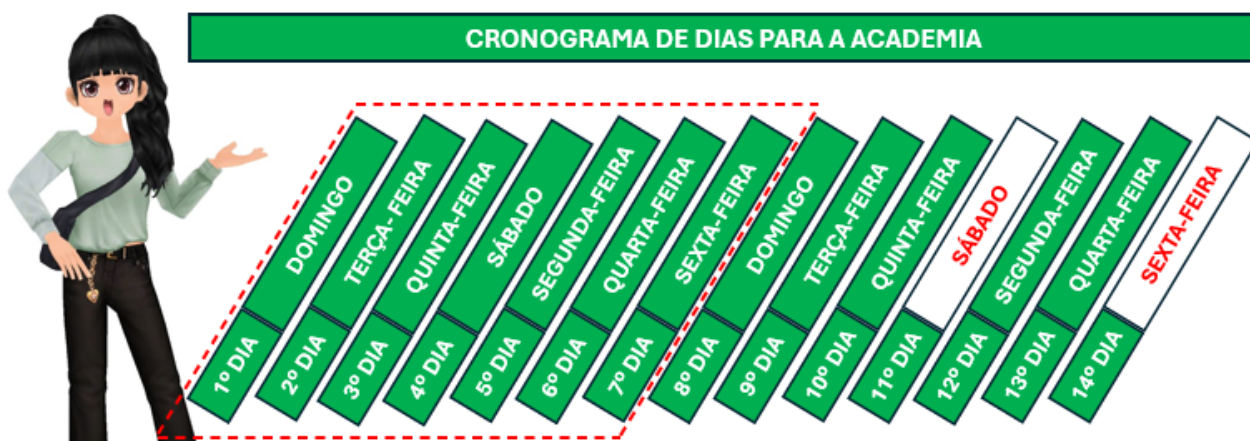 CRONOGRAMA DE DIAS PARA A ACADEMIA
1º DIA DOMINGO
2º DIA TERÇA- FEIRA
3º DIA QUINTA-FEIRA
4º DIA SÁBADO
5º DIA SEGUNDA-FEIRA
6º DIA QUARTA-FEIRA
7º DIA SEXTA-FEIRA
8º DIA DOMINGO
9º DIA TERÇA-FEIRA
10º DIA QUINTA-FEIRA
11º DIA SÁBADO
12º DIA SEGUNDA-FEIRA
13º DIA QUARTA-FEIRA
14º DIA SEXTA-FEIRA